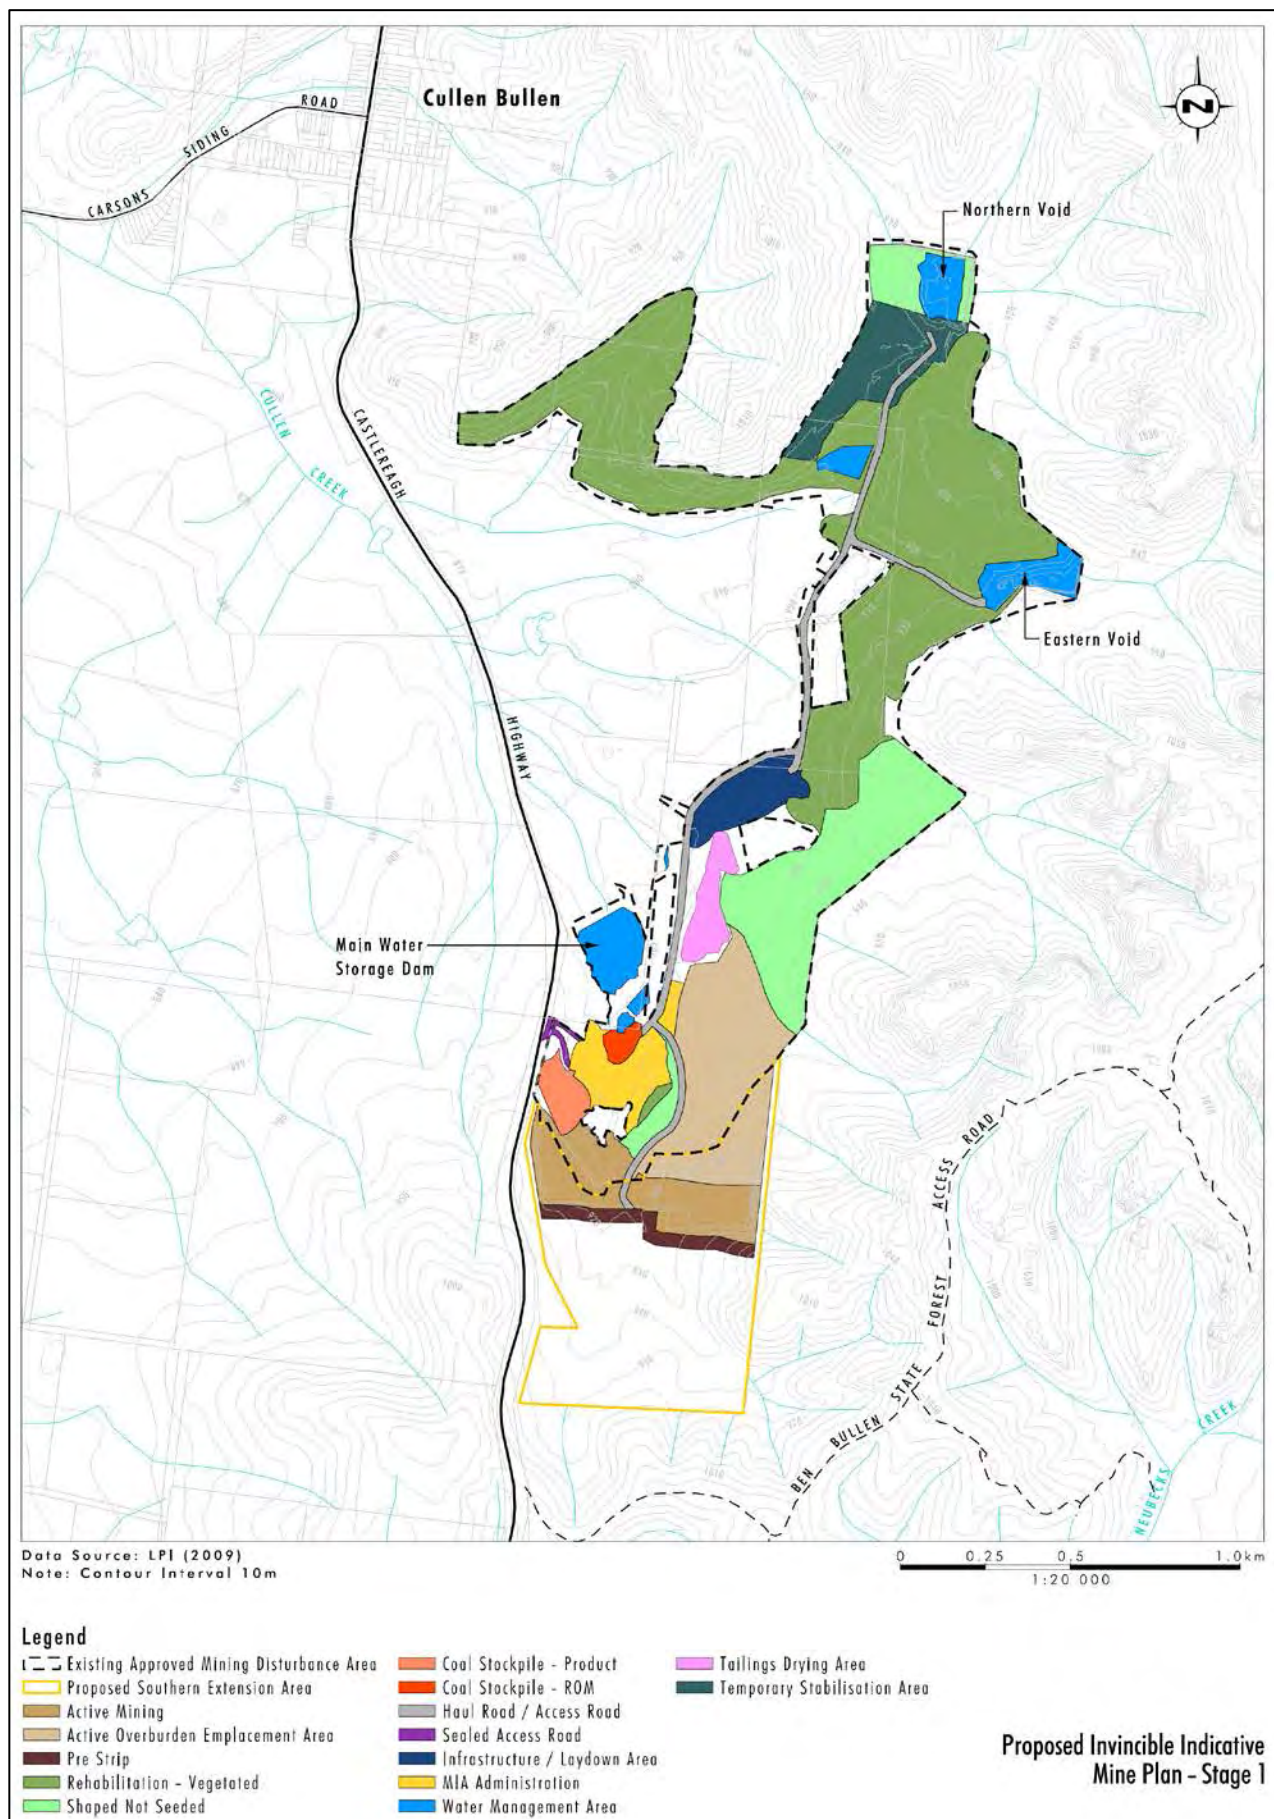 Cullen Bullen
CARSONS SIDING ROAD
N
Northern Void
CULLEN CREEK
CASTLEREAGH HIGHWAY
Eastern Void
Main Water
Storage Dam
BEN BULLEN STATE FOREST ACCESS ROAD
NEUBECKS CREEK
Data Source: LPI (2009)
Note: Contour Interval 10m
0 0.25 0.5 1.0km
1:20 000
Legend
Existing Approved Mining Disturbance Area
Proposed Southern Extension Area
Active Mining
Active Overburden Emplacement Area
Pre Strip
Rehabilitation - Vegetated
Shaped Not Seeded
Coal Stockpile - Product
Coal Stockpile - ROM
Haul Road / Access Road
Sealed Access Road
Infrastructure / Laydown Area
MIA Administration
Water Management Area
Tailings Drying Area
Temporary Stabilisation Area
Proposed Invincible Indicative
Mine Plan - Stage 1